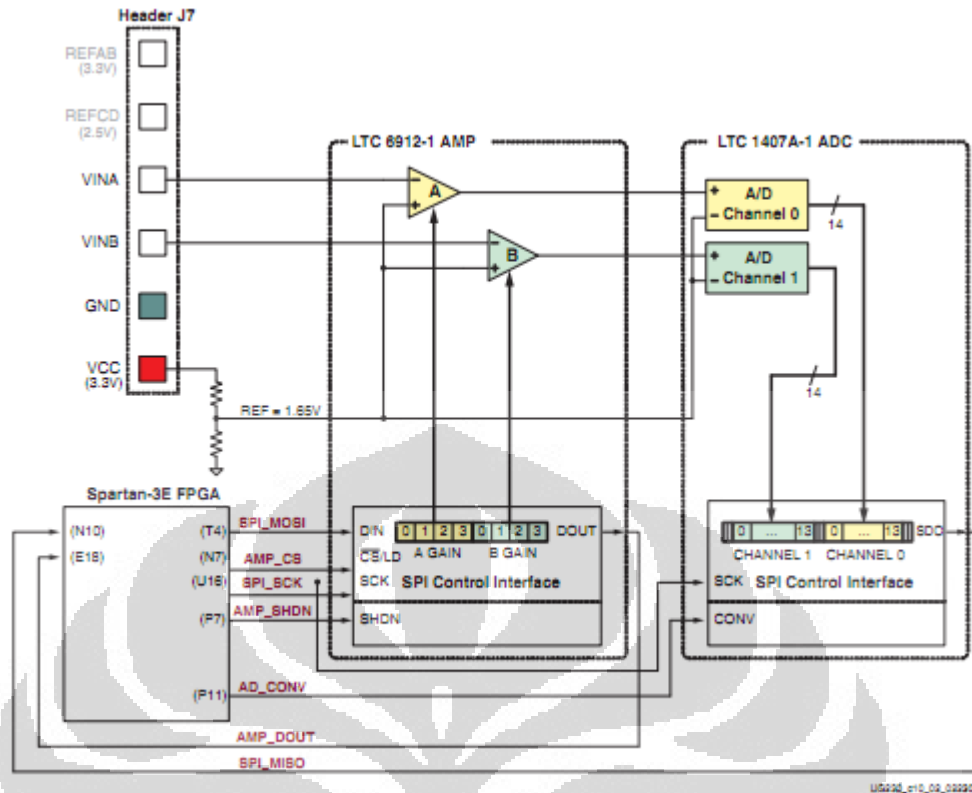 Header J7
REFAB
(3.3V)
REFCD
(2.5V)
VINA
VINB
GND
VCC
(3.3V)
REF = 1.65V
LTC 6912-1 AMP
A
B
LTC 1407A-1 ADC
A/D
Channel 0
14
A/D
Channel 1
14
Spartan-3E FPGA
(N10)
(E18)
(T4)
(N7)
(U16)
(P7)
(P11)
SPI_MOSI
AMP_CS
SPI_SCK
AMP_SHDN
AD_CONV
AMP_DOUT
SPI_MISO
DIN
0 1 2 3 0 1 2 3
DOUT
A GAIN
B GAIN
CS/LD
SCK
SPI Control Interface
SHDN
0 ... 13 0 ... 13
SDO
CHANNEL 1
CHANNEL 0
SCK
SPI Control Interface
CONV